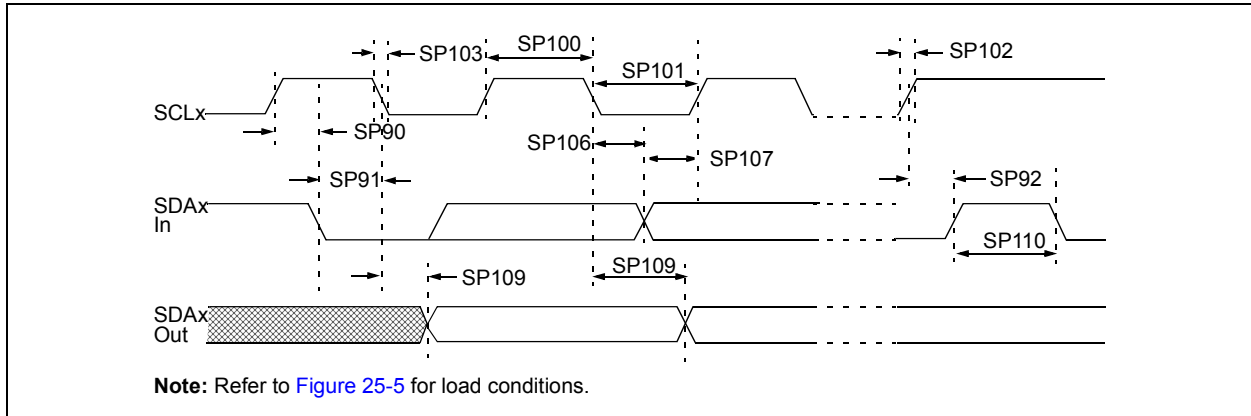 SP103
SP100
SP102
SP101
SCLx
SP90
SP106
SP107
SP91
SP92
SDAx
In
SP110
SP109
SP109
SDAx
Out
Note: Refer to Figure 25-5 for load conditions.